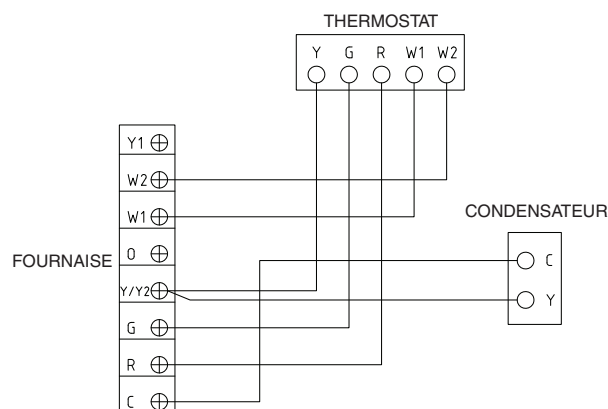 THERMOSTAT
Y G R W1 W2
Y1
W2
W1
O
Y/Y2
G
R
C
FOURNAISE
CONDENSATEUR
C
Y